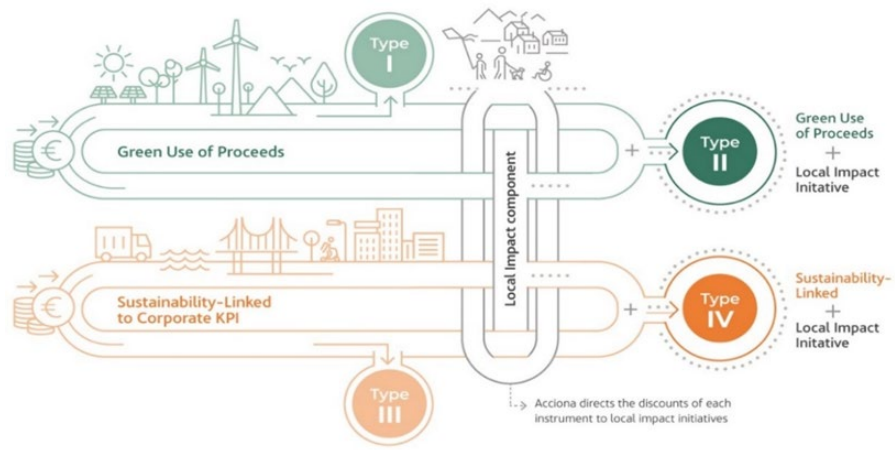 Type
I
Green Use of Proceeds
€
Local Impact component
+
Type
II
Green Use
of Proceeds
+
Local Impact
Initative
€
Sustainability-Linked
to Corporate KPI
+
Type
IV
Sustainability-
Linked
+
Local Impact
Initative
Type
III
Acciona directs the discounts of each
instrument to local impact initiatives